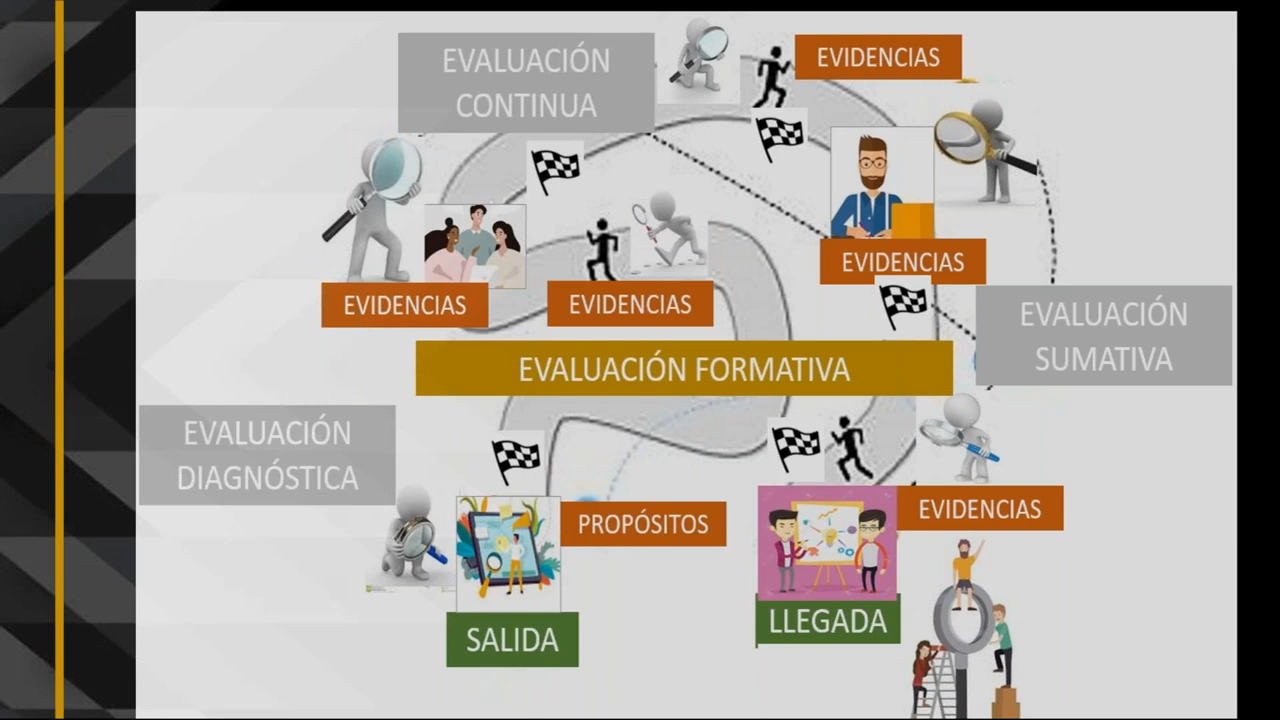 EVALUACIÓN
CONTINUA
EVIDENCIAS
EVIDENCIAS
EVIDENCIAS
EVIDENCIAS
EVALUACIÓN
SUMATIVA
EVALUACIÓN FORMATIVA
EVALUACIÓN
DIAGNÓSTICA
PROPÓSITOS
EVIDENCIAS
SALIDA
LLEGADA